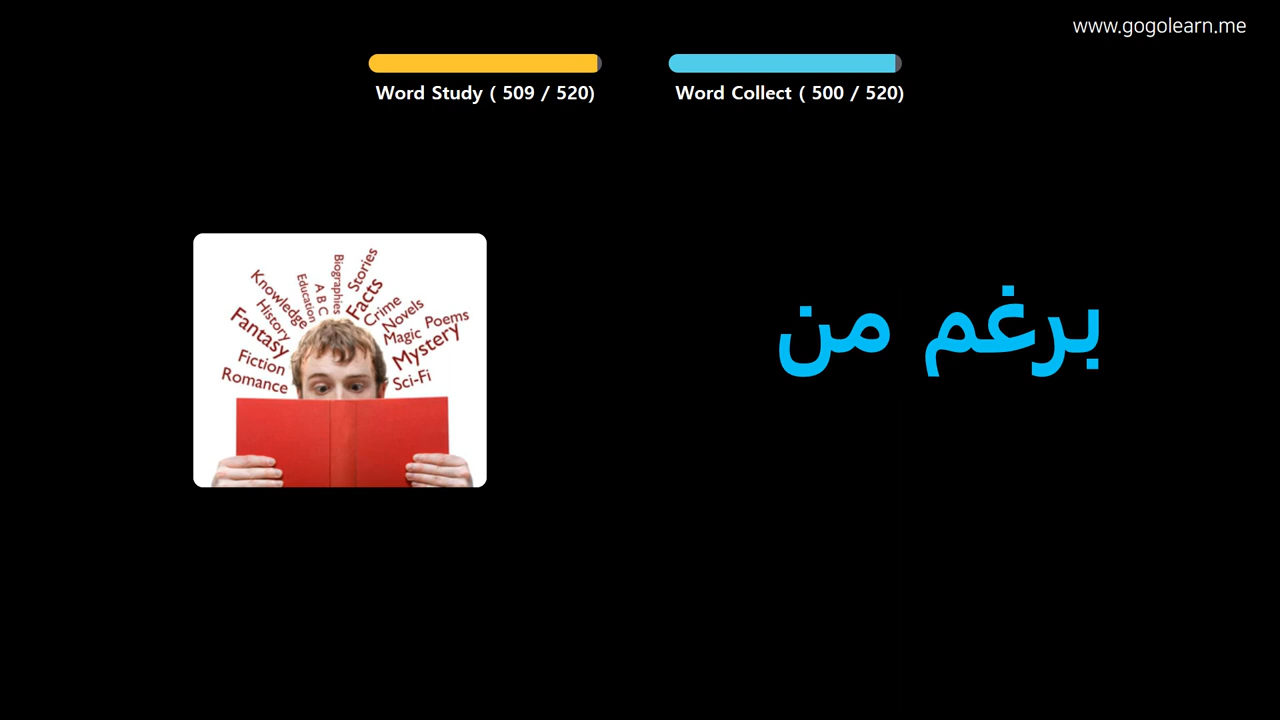 www.gogolearn.me
Word Study ( 509 / 520)
Word Collect ( 500 / 520)
برغم من
Stories
Biographies
Facts
A B C
Education
Knowledge
History
Fantasy
Fiction
Romance
Crime
Novels
Magic
Poems
Mystery
Sci-Fi